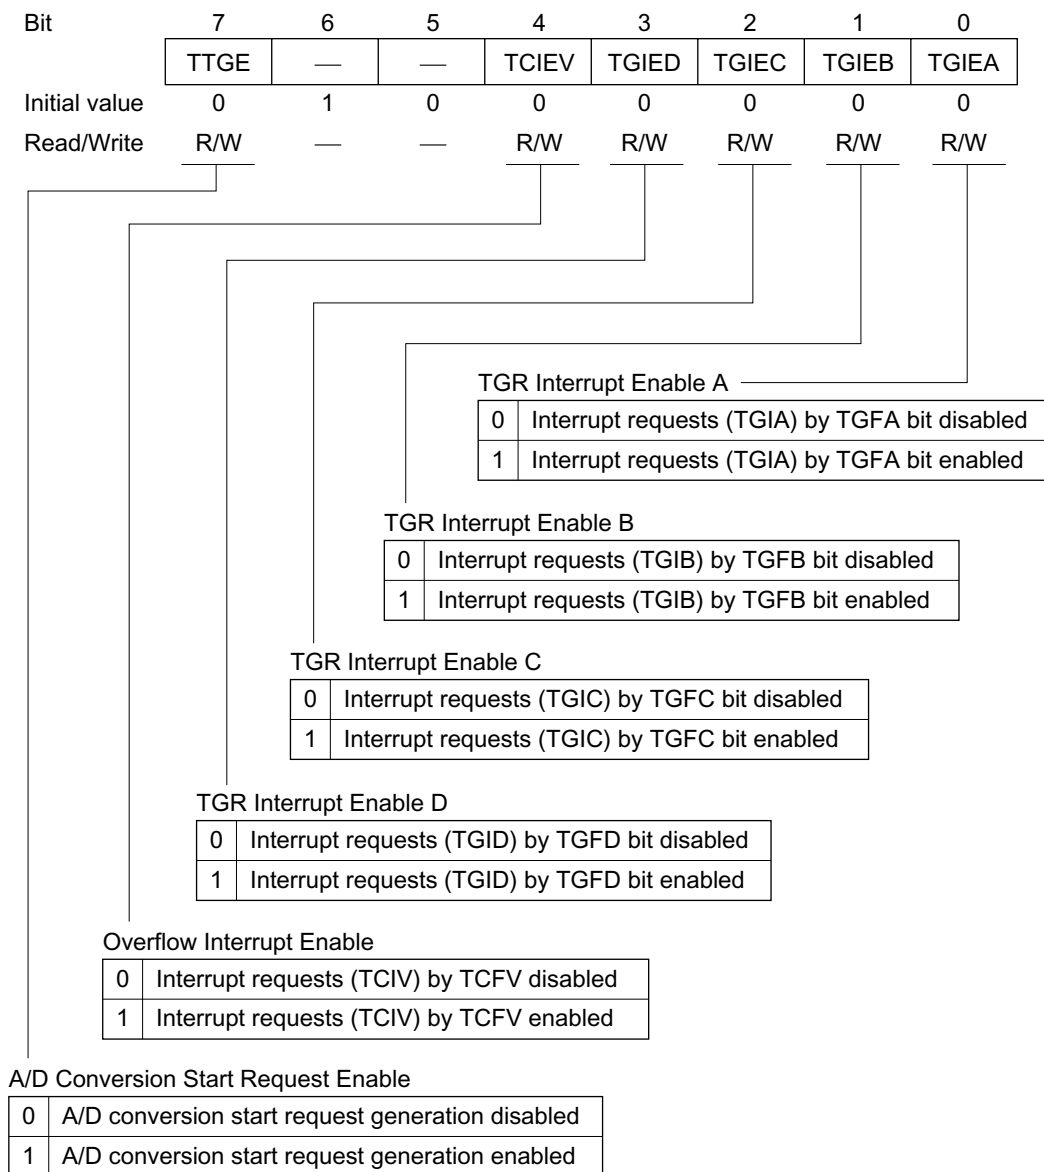 Bit 7 6 5 4 3 2 1 0
TTGE — — TCIEV TGIED TGIEC TGIEB TGIEA
Initial value 0 1 0 0 0 0 0 0
Read/Write R/W — — R/W R/W R/W R/W R/W
TGR Interrupt Enable A
0 Interrupt requests (TGIA) by TGFA bit disabled
1 Interrupt requests (TGIA) by TGFA bit enabled
TGR Interrupt Enable B
0 Interrupt requests (TGIB) by TGFB bit disabled
1 Interrupt requests (TGIB) by TGFB bit enabled
TGR Interrupt Enable C
0 Interrupt requests (TGIC) by TGFC bit disabled
1 Interrupt requests (TGIC) by TGFC bit enabled
TGR Interrupt Enable D
0 Interrupt requests (TGID) by TGFD bit disabled
1 Interrupt requests (TGID) by TGFD bit enabled
Overflow Interrupt Enable
0 Interrupt requests (TCIV) by TCFV disabled
1 Interrupt requests (TCIV) by TCFV enabled
A/D Conversion Start Request Enable
0 A/D conversion start request generation disabled
1 A/D conversion start request generation enabled